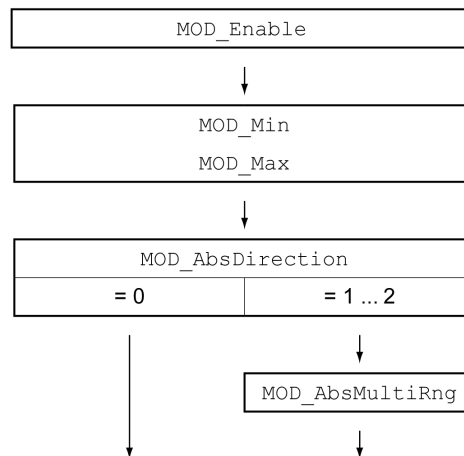 MOD_Enable
MOD_Min
MOD_Max
MOD_AbsDirection
= 0
= 1 ... 2
MOD_AbsMultiRng